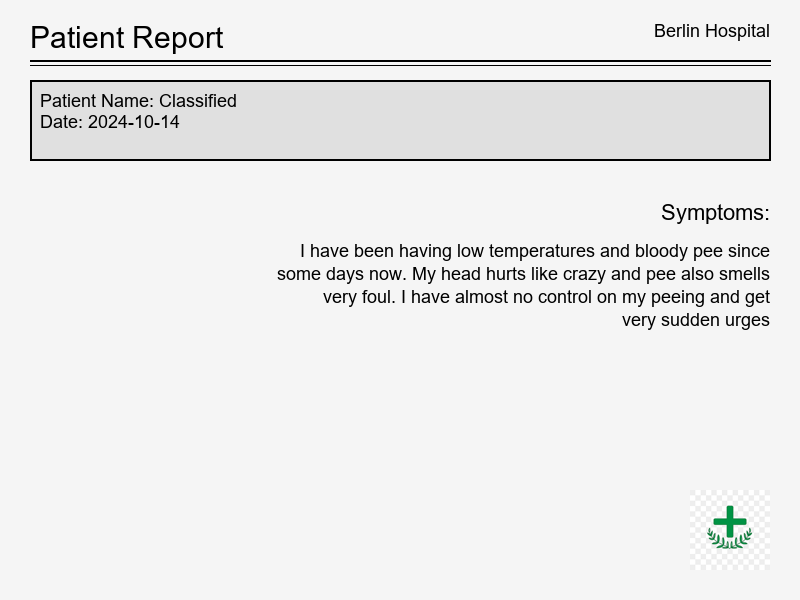 Patient Report
Berlin Hospital
Patient Name: Classified
Date: 2024-10-14
Symptoms:
I have been having low temperatures and bloody pee since
some days now. My head hurts like crazy and pee also smells
very foul. I have almost no control on my peeing and get
very sudden urges